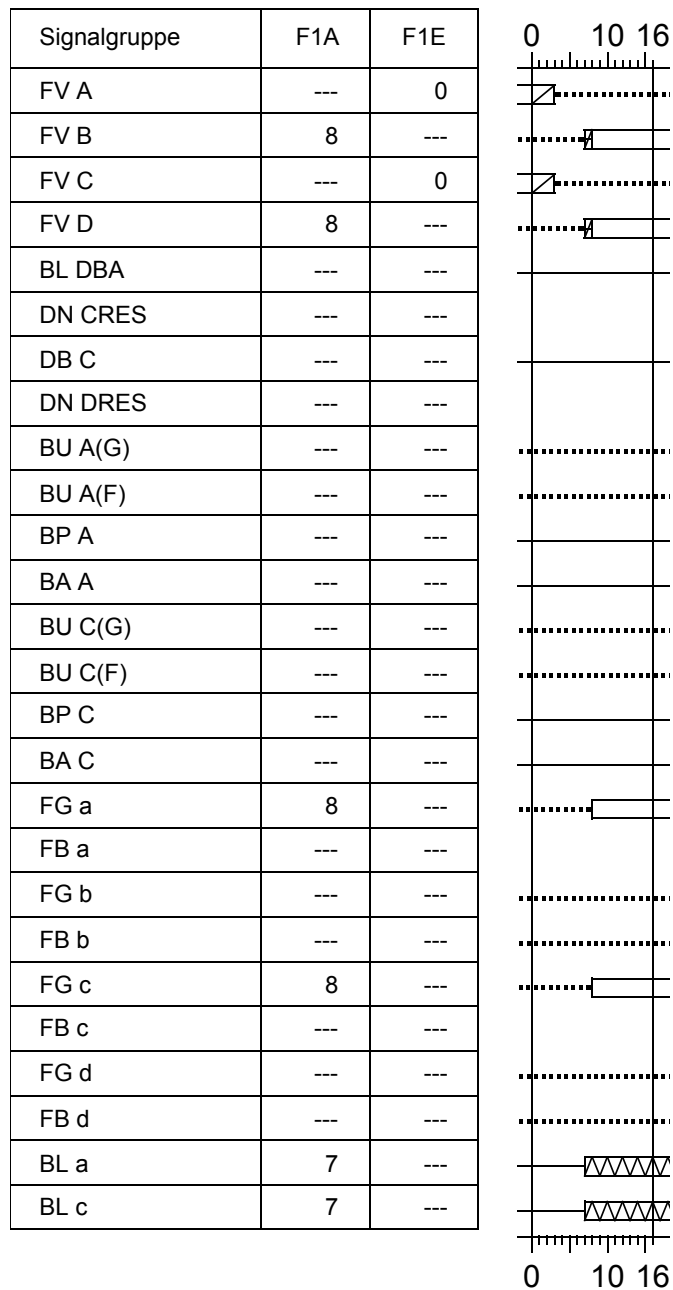 Signalgruppe F1A F1E 0 10 16
FV A --- 0
FV B 8 ---
FV C --- 0
FV D 8 ---
BL DBA --- ---
DN CRES --- ---
DB C --- ---
DN DRES --- ---
BU A(G) --- ---
BU A(F) --- ---
BP A --- ---
BA A --- ---
BU C(G) --- ---
BU C(F) --- ---
BP C --- ---
BA C --- ---
FG a 8 ---
FB a --- ---
FG b --- ---
FB b --- ---
FG c 8 ---
FB c --- ---
FG d --- ---
FB d --- ---
BL a 7 ---
BL c 7 ---
0 10 16